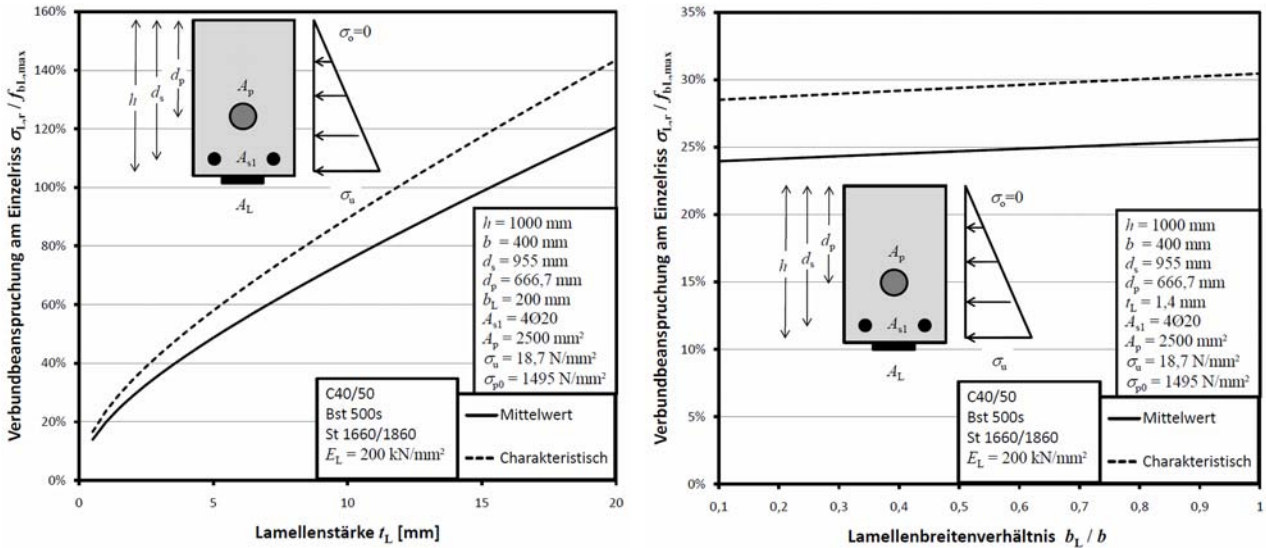 Verbundbeanspruchung am Einzelriss σL,r / fbL,max
160%
140%
120%
100%
80%
60%
40%
20%
0%
0
5
10
15
20
Lamellenstärke tL [mm]
h
ds
dp
Ap
As1
AL
σo=0
σu
h = 1000 mm
b = 400 mm
ds = 955 mm
dp = 666,7 mm
bL = 200 mm
As1 = 4Ø20
Ap = 2500 mm²
σu = 18,7 N/mm²
σp0 = 1495 N/mm²
C40/50
Bst 500s
St 1660/1860
EL = 200 kN/mm²
Mittelwert
Charakteristisch
Verbundbeanspruchung am Einzelriss σL,r / fbL,max
35%
30%
25%
20%
15%
10%
5%
0%
0,1
0,2
0,3
0,4
0,5
0,6
0,7
0,8
0,9
1
Lamellenbreitenverhältnis bL / b
h
ds
dp
Ap
As1
AL
σo=0
σu
h = 1000 mm
b = 400 mm
ds = 955 mm
dp = 666,7 mm
tL = 1,4 mm
As1 = 4Ø20
Ap = 2500 mm²
σu = 18,7 N/mm²
σp0 = 1495 N/mm²
C40/50
Bst 500s
St 1660/1860
EL = 200 kN/mm²
Mittelwert
Charakteristisch